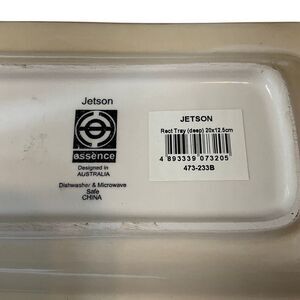 Jetson
essence
Designed in
AUSTRALIA
Dishwasher & Microwave
Safe
CHINA
JETSON
Rect Tray (deep) 20x12.5cm
4 893339 073205
473-233B